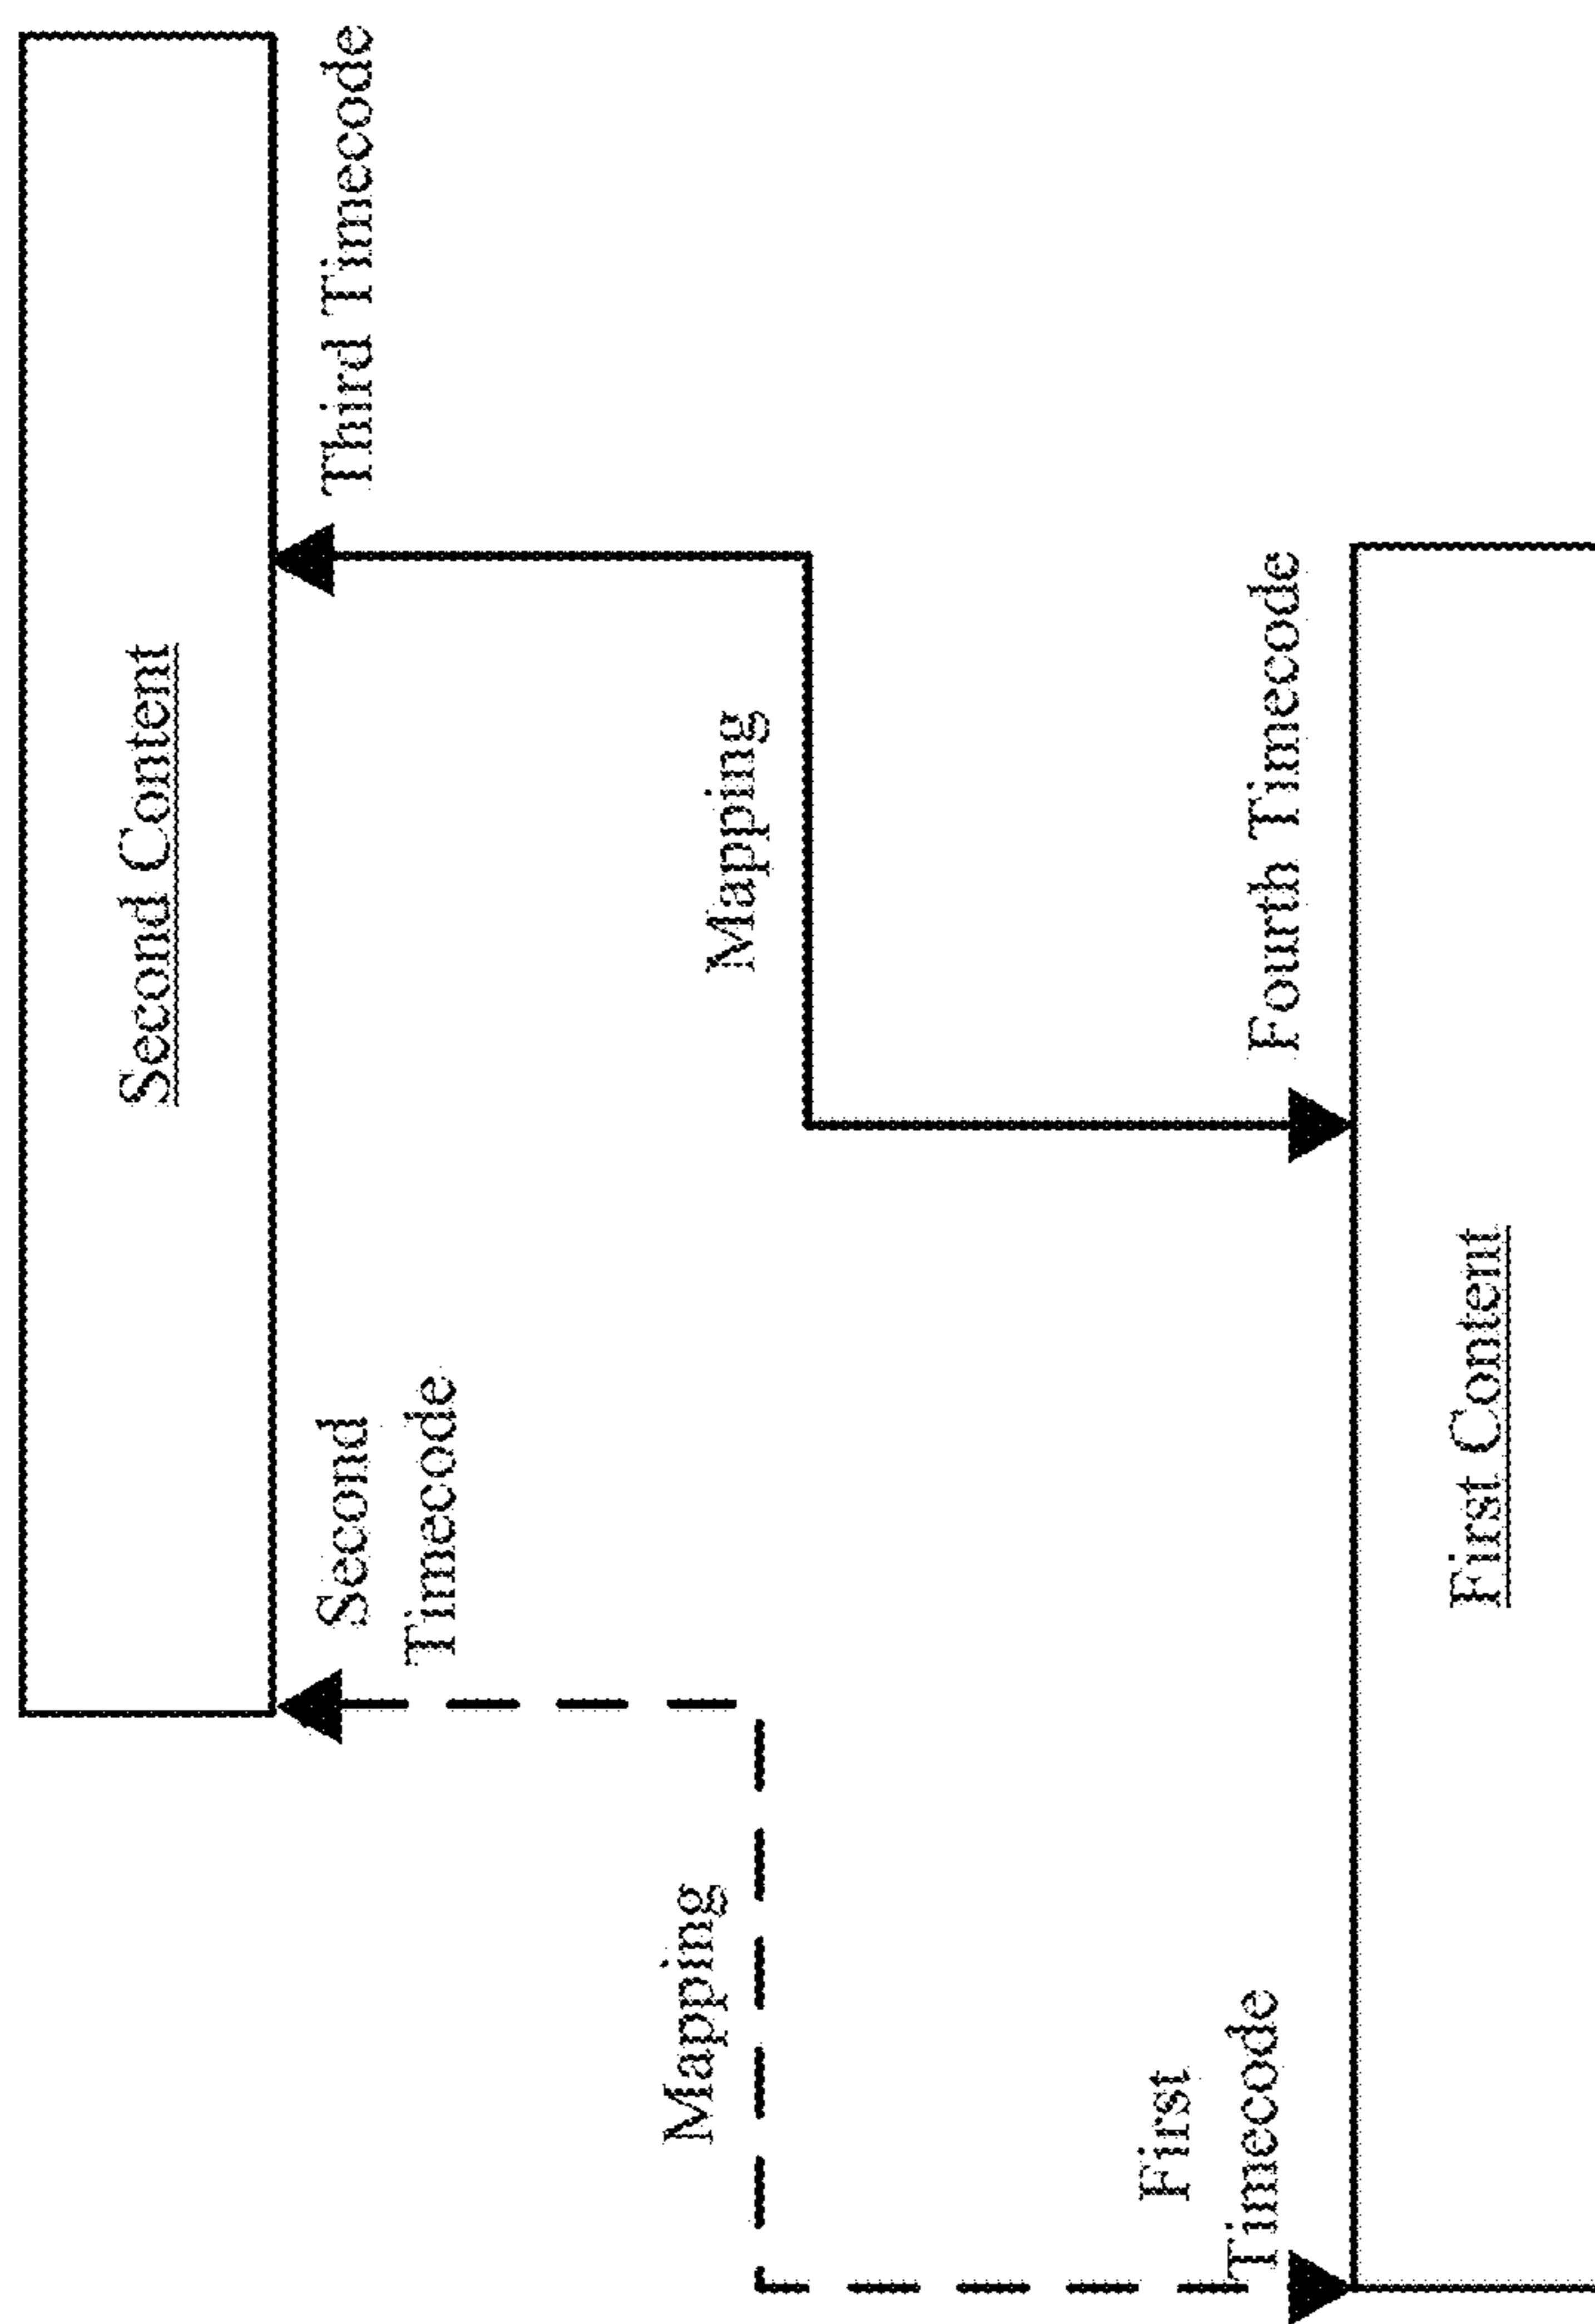 Second Content
Second
Timecode
Third Timecode
Mapping
Mapping
First
Timecode
Fourth Timecode
First Content